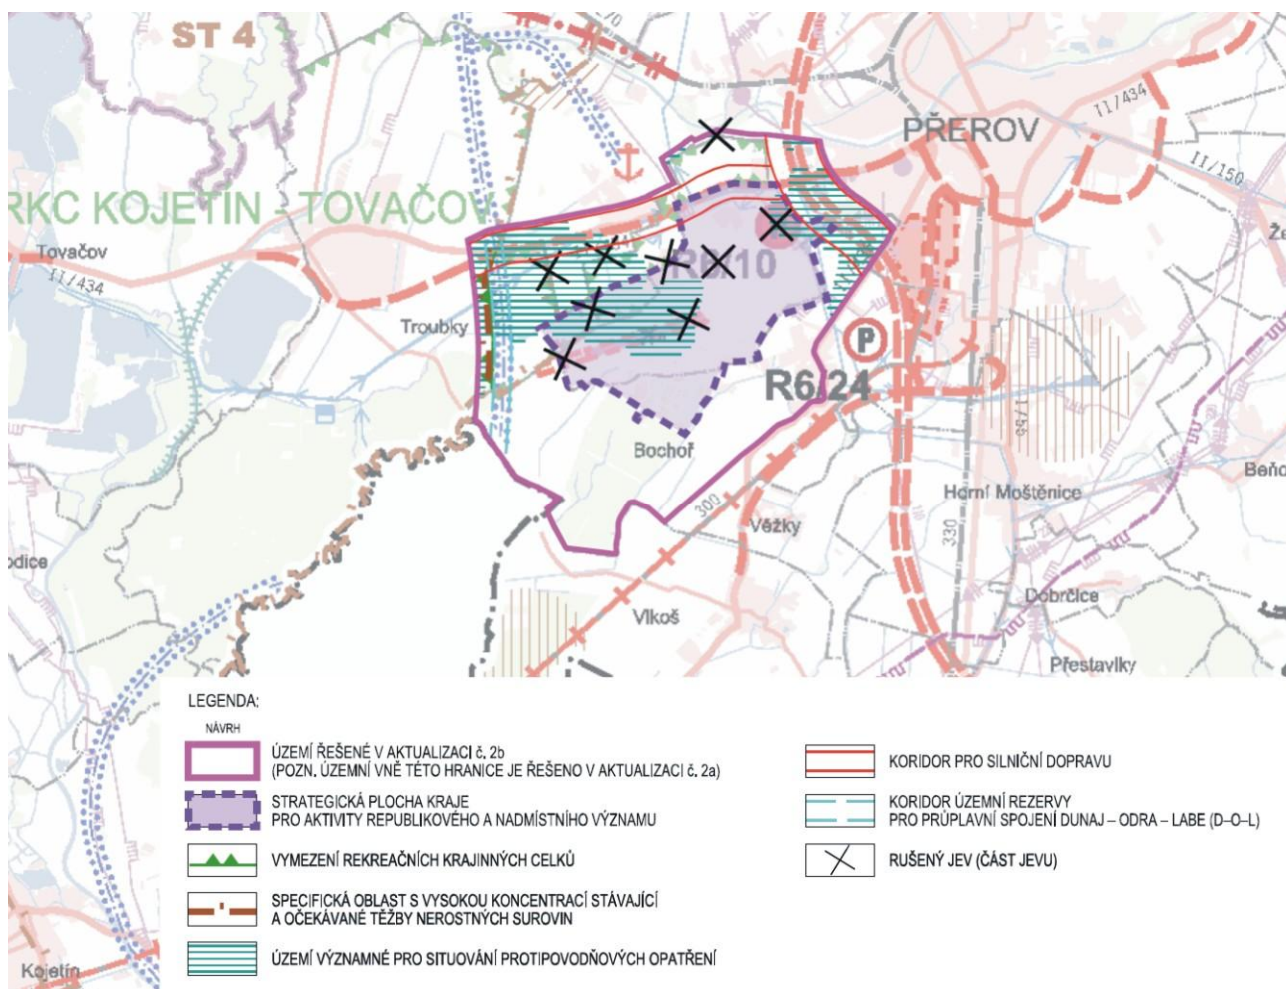 ST 4
PŘEROV
II/434
II/150
RKC KOJETÍN - TOVAČOV
Tovačov
II/434
Troubky
R6/24
P
I/55
Bochoř
Horní Moštěnice
300
330
Věžky
Vlkoš
Dobrčice
Přestavlky
Kojetín
LEGENDA:
NÁVRH
ÚZEMÍ ŘEŠENÉ V AKTUALIZACI č. 2b
(POZN. ÚZEMNÍ VNĚ TÉTO HRANICE JE ŘEŠENO V AKTUALIZACI č. 2a)
STRATEGICKÁ PLOCHA KRAJE
PRO AKTIVITY REPUBLIKOVÉHO A NADMÍSTNÍHO VÝZNAMU
VYMEZENÍ REKREAČNÍCH KRAJINNÝCH CELKŮ
SPECIFICKÁ OBLAST S VYSOKOU KONCENTRACÍ STÁVAJÍCÍ
A OČEKÁVANÉ TĚŽBY NEROSTNÝCH SUROVIN
ÚZEMÍ VÝZNAMNÉ PRO SITUOVÁNÍ PROTIPOVODŇOVÝCH OPATŘENÍ
KORIDOR PRO SILNIČNÍ DOPRAVU
KORIDOR ÚZEMNÍ REZERVY
PRO PRŮPLAVNÍ SPOJENÍ DUNAJ – ODRA – LABE (D–O–L)
RUŠENÝ JEV (ČÁST JEVU)